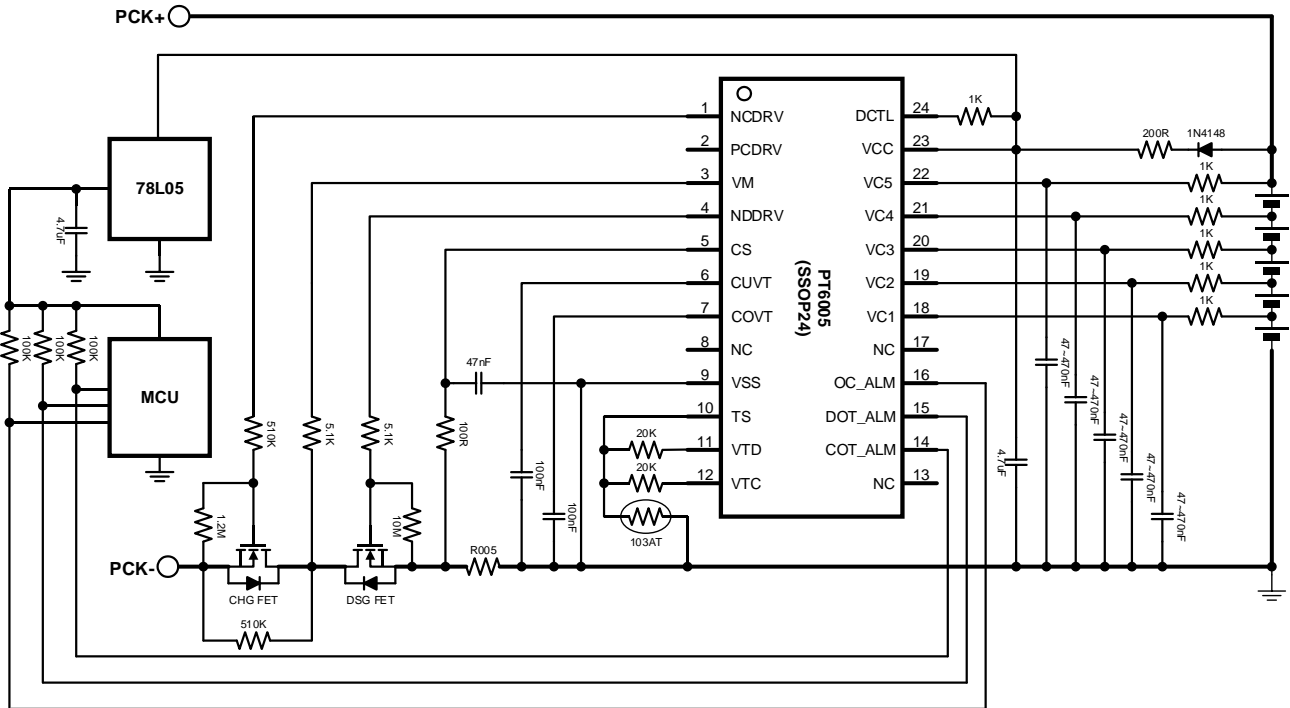 PCK+
78L05
4.7uF
100K
100K
100K
MCU
PT6005
(SSOP24)
1 NCDRV
2 PCDRV
3 VM
4 NDDRV
5 CS
6 CUVT
7 COVT
8 NC
9 VSS
10 TS
11 VTD
12 VTC
24 DCTL
23 VCC
22 VC5
21 VC4
20 VC3
19 VC2
18 VC1
17 NC
16 OC_ALM
15 DOT_ALM
14 COT_ALM
13 NC
1K
200R
1N4148
1K
1K
1K
1K
1K
47nF
510K
5.1K
5.1K
100R
20K
20K
103AT
100nF
100nF
4.7uF
47~470nF
47~470nF
47~470nF
47~470nF
47~470nF
1.2M
10M
R005
PCK-
CHG FET
DSG FET
510K